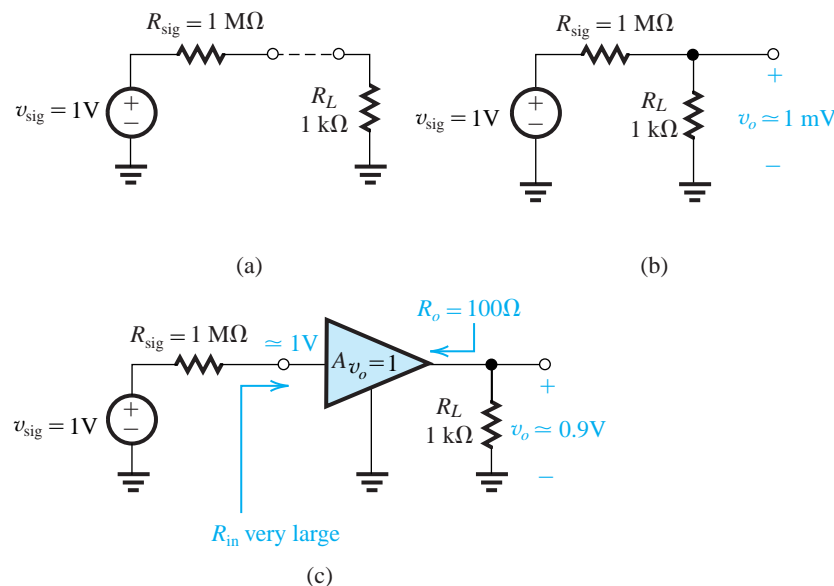 R_sig = 1 MΩ
v_sig = 1V
+
−
R_L
1 kΩ
(a)
R_sig = 1 MΩ
v_sig = 1V
+
−
R_L
1 kΩ
+
v_o ≃ 1 mV
−
(b)
R_sig = 1 MΩ
≃ 1V
A_v_o = 1
R_o = 100Ω
v_sig = 1V
+
−
R_L
1 kΩ
+
v_o ≃ 0.9V
−
R_in very large
(c)